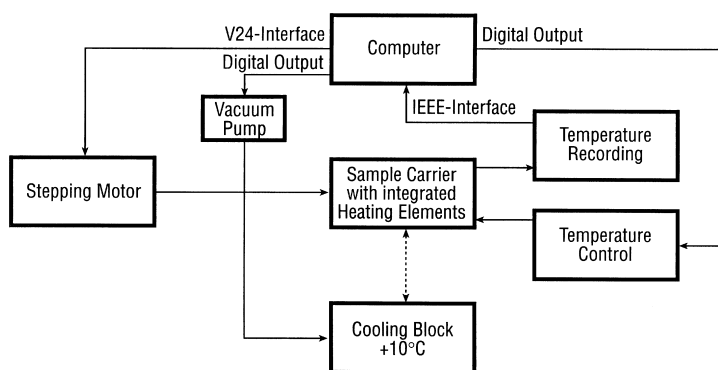 V24-Interface
Computer
Digital Output
Digital Output
Vacuum
Pump
IEEE-Interface
Temperature
Recording
Stepping Motor
Sample Carrier
with integrated
Heating Elements
Temperature
Control
Cooling Block
+10°C